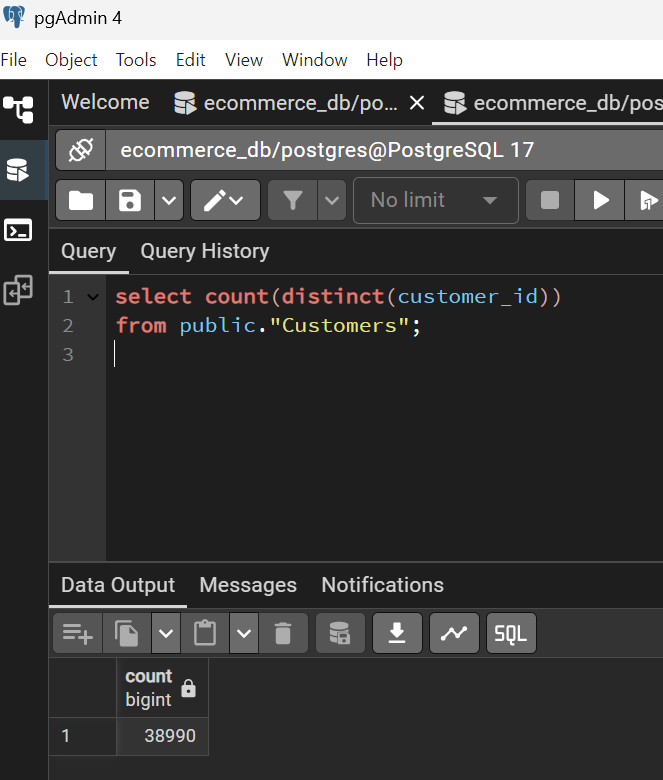 pgAdmin 4
File Object Tools Edit View Window Help
Welcome ecommerce_db/po... ecommerce_db/pos
ecommerce_db/postgres@PostgreSQL 17
No limit
Query Query History
1 select count(distinct(customer_id))
2 from public."Customers";
3
Data Output Messages Notifications
SQL
count
bigint
1 38990